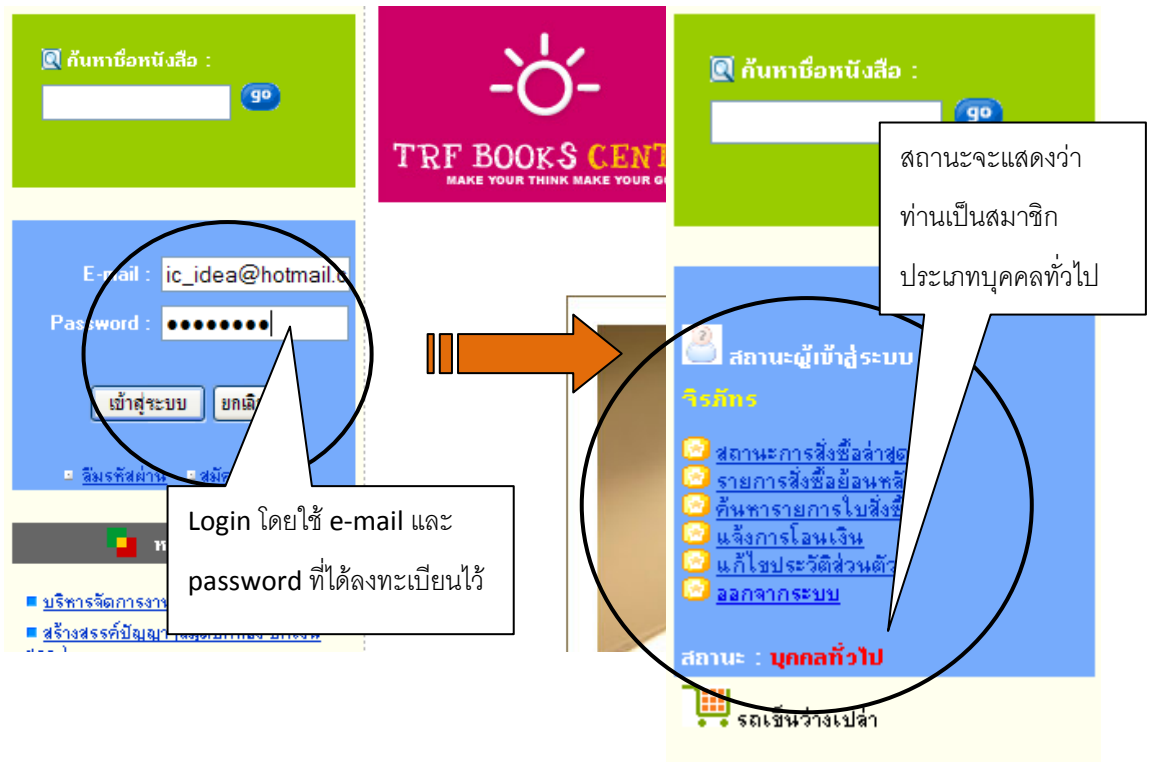 ค้นหาชื่อหนังสือ :
go
E-mail :
ic_idea@hotmail.c
Password :
เข้าสู่ระบบ
ลืมรหัสผ่าน
บริหารจัดการงาน
สร้างสรรค์ปัญญา
Login โดยใช้ e-mail และ
password ที่ได้ลงทะเบียนไว้
TRF BOOKS CENT
MAKE YOUR THINK MAKE YOUR G
ค้นหาชื่อหนังสือ :
go
สถานะจะแสดงว่า
ท่านเป็นสมาชิก
ประเภทบุคคลทั่วไป
สถานะผู้เข้าสู่ระบบ
จิรภัทร
สถานะการสั่งซื้อล่าสุด
รายการสั่งซื้อย้อนหลั
ค้นหารายการใบสั่งซื้
แจ้งการโอนเงิน
แก้ไขประวัติส่วนตัว
ออกจากระบบ
สถานะ : บุคคลทั่วไป
รถเข็นว่างเปล่า